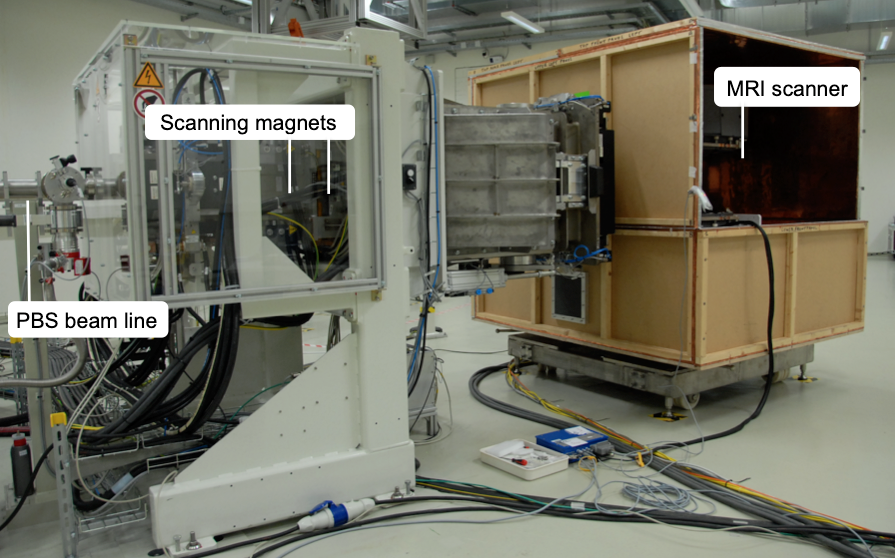 MRI scanner
Scanning magnets
PBS beam line